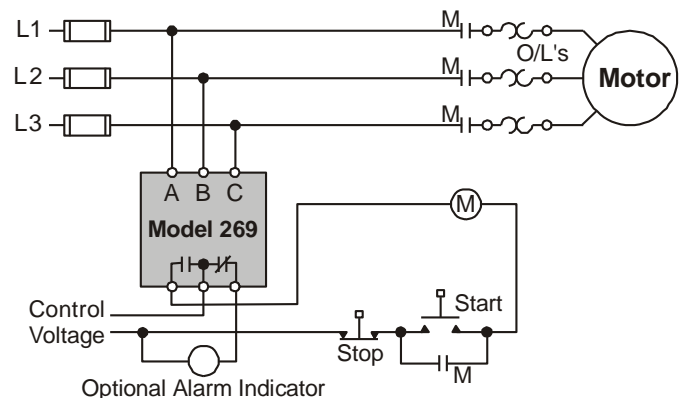 L1
M
O/L's
L2
M
Motor
L3
M
A B C
Model 269
M
Control
Voltage
Start
Stop
M
Optional Alarm Indicator